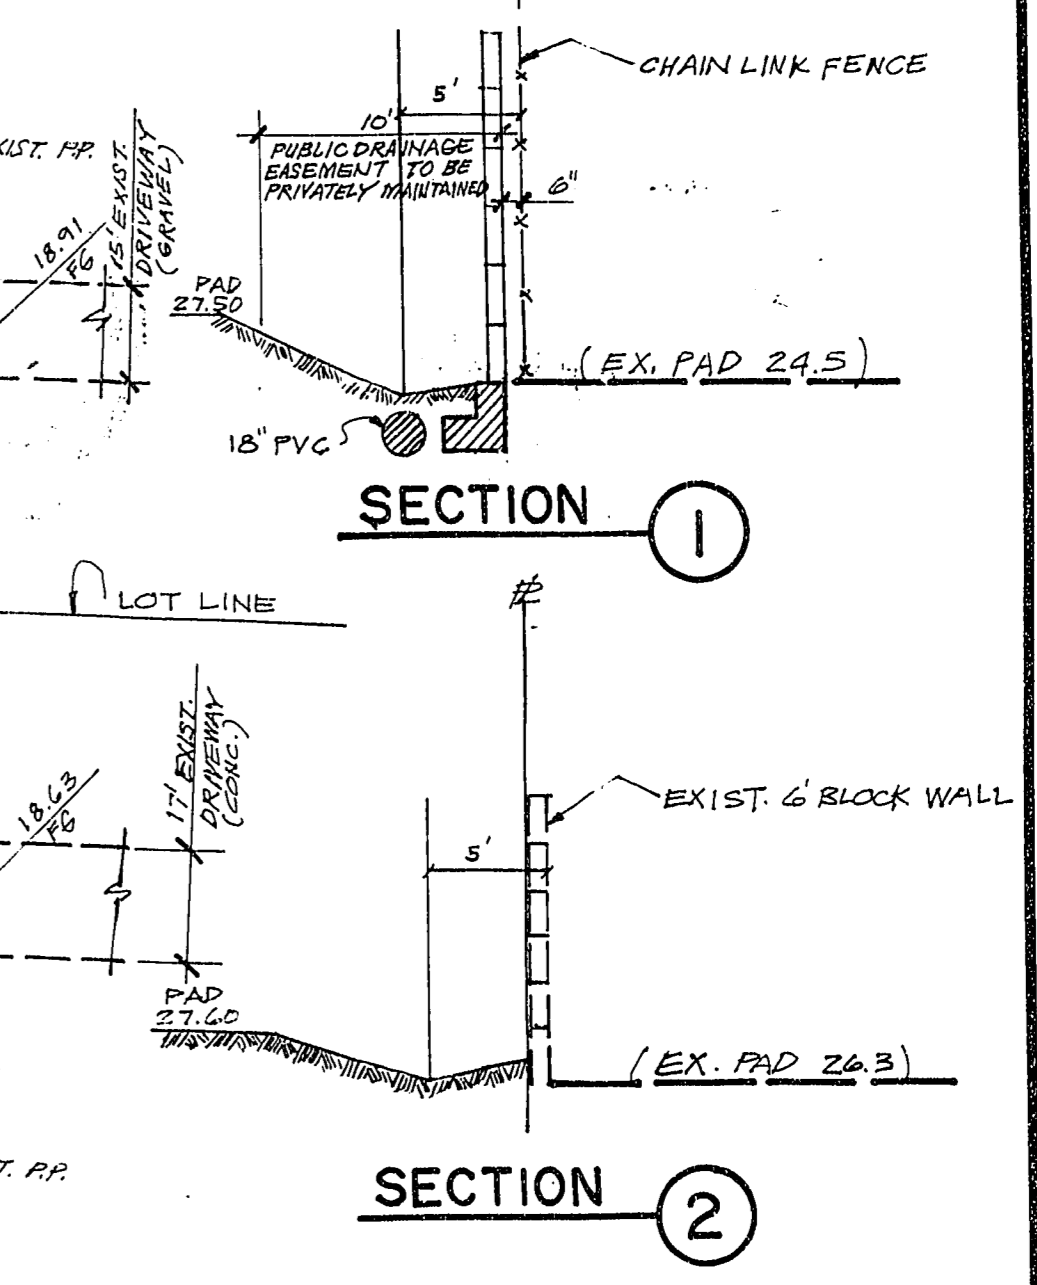 CHAIN LINK FENCE
5'
10'
PUBLIC DRAINAGE
EASEMENT TO BE
PRIVATELY MAINTAINED
6"
XIST. P.P.
15' EXIST.
DRIVEWAY
(GRAVEL)
18.91
FG
PAD
27.50
(EX. PAD 24.5)
18" PVC
SECTION 1
LOT LINE
PL
17' EXIST.
DRIVEWAY
(CONC.)
18.63
FG
EXIST. 6' BLOCK WALL
5'
PAD
27.60
(EX. PAD 26.3)
T. P.P.
SECTION 2